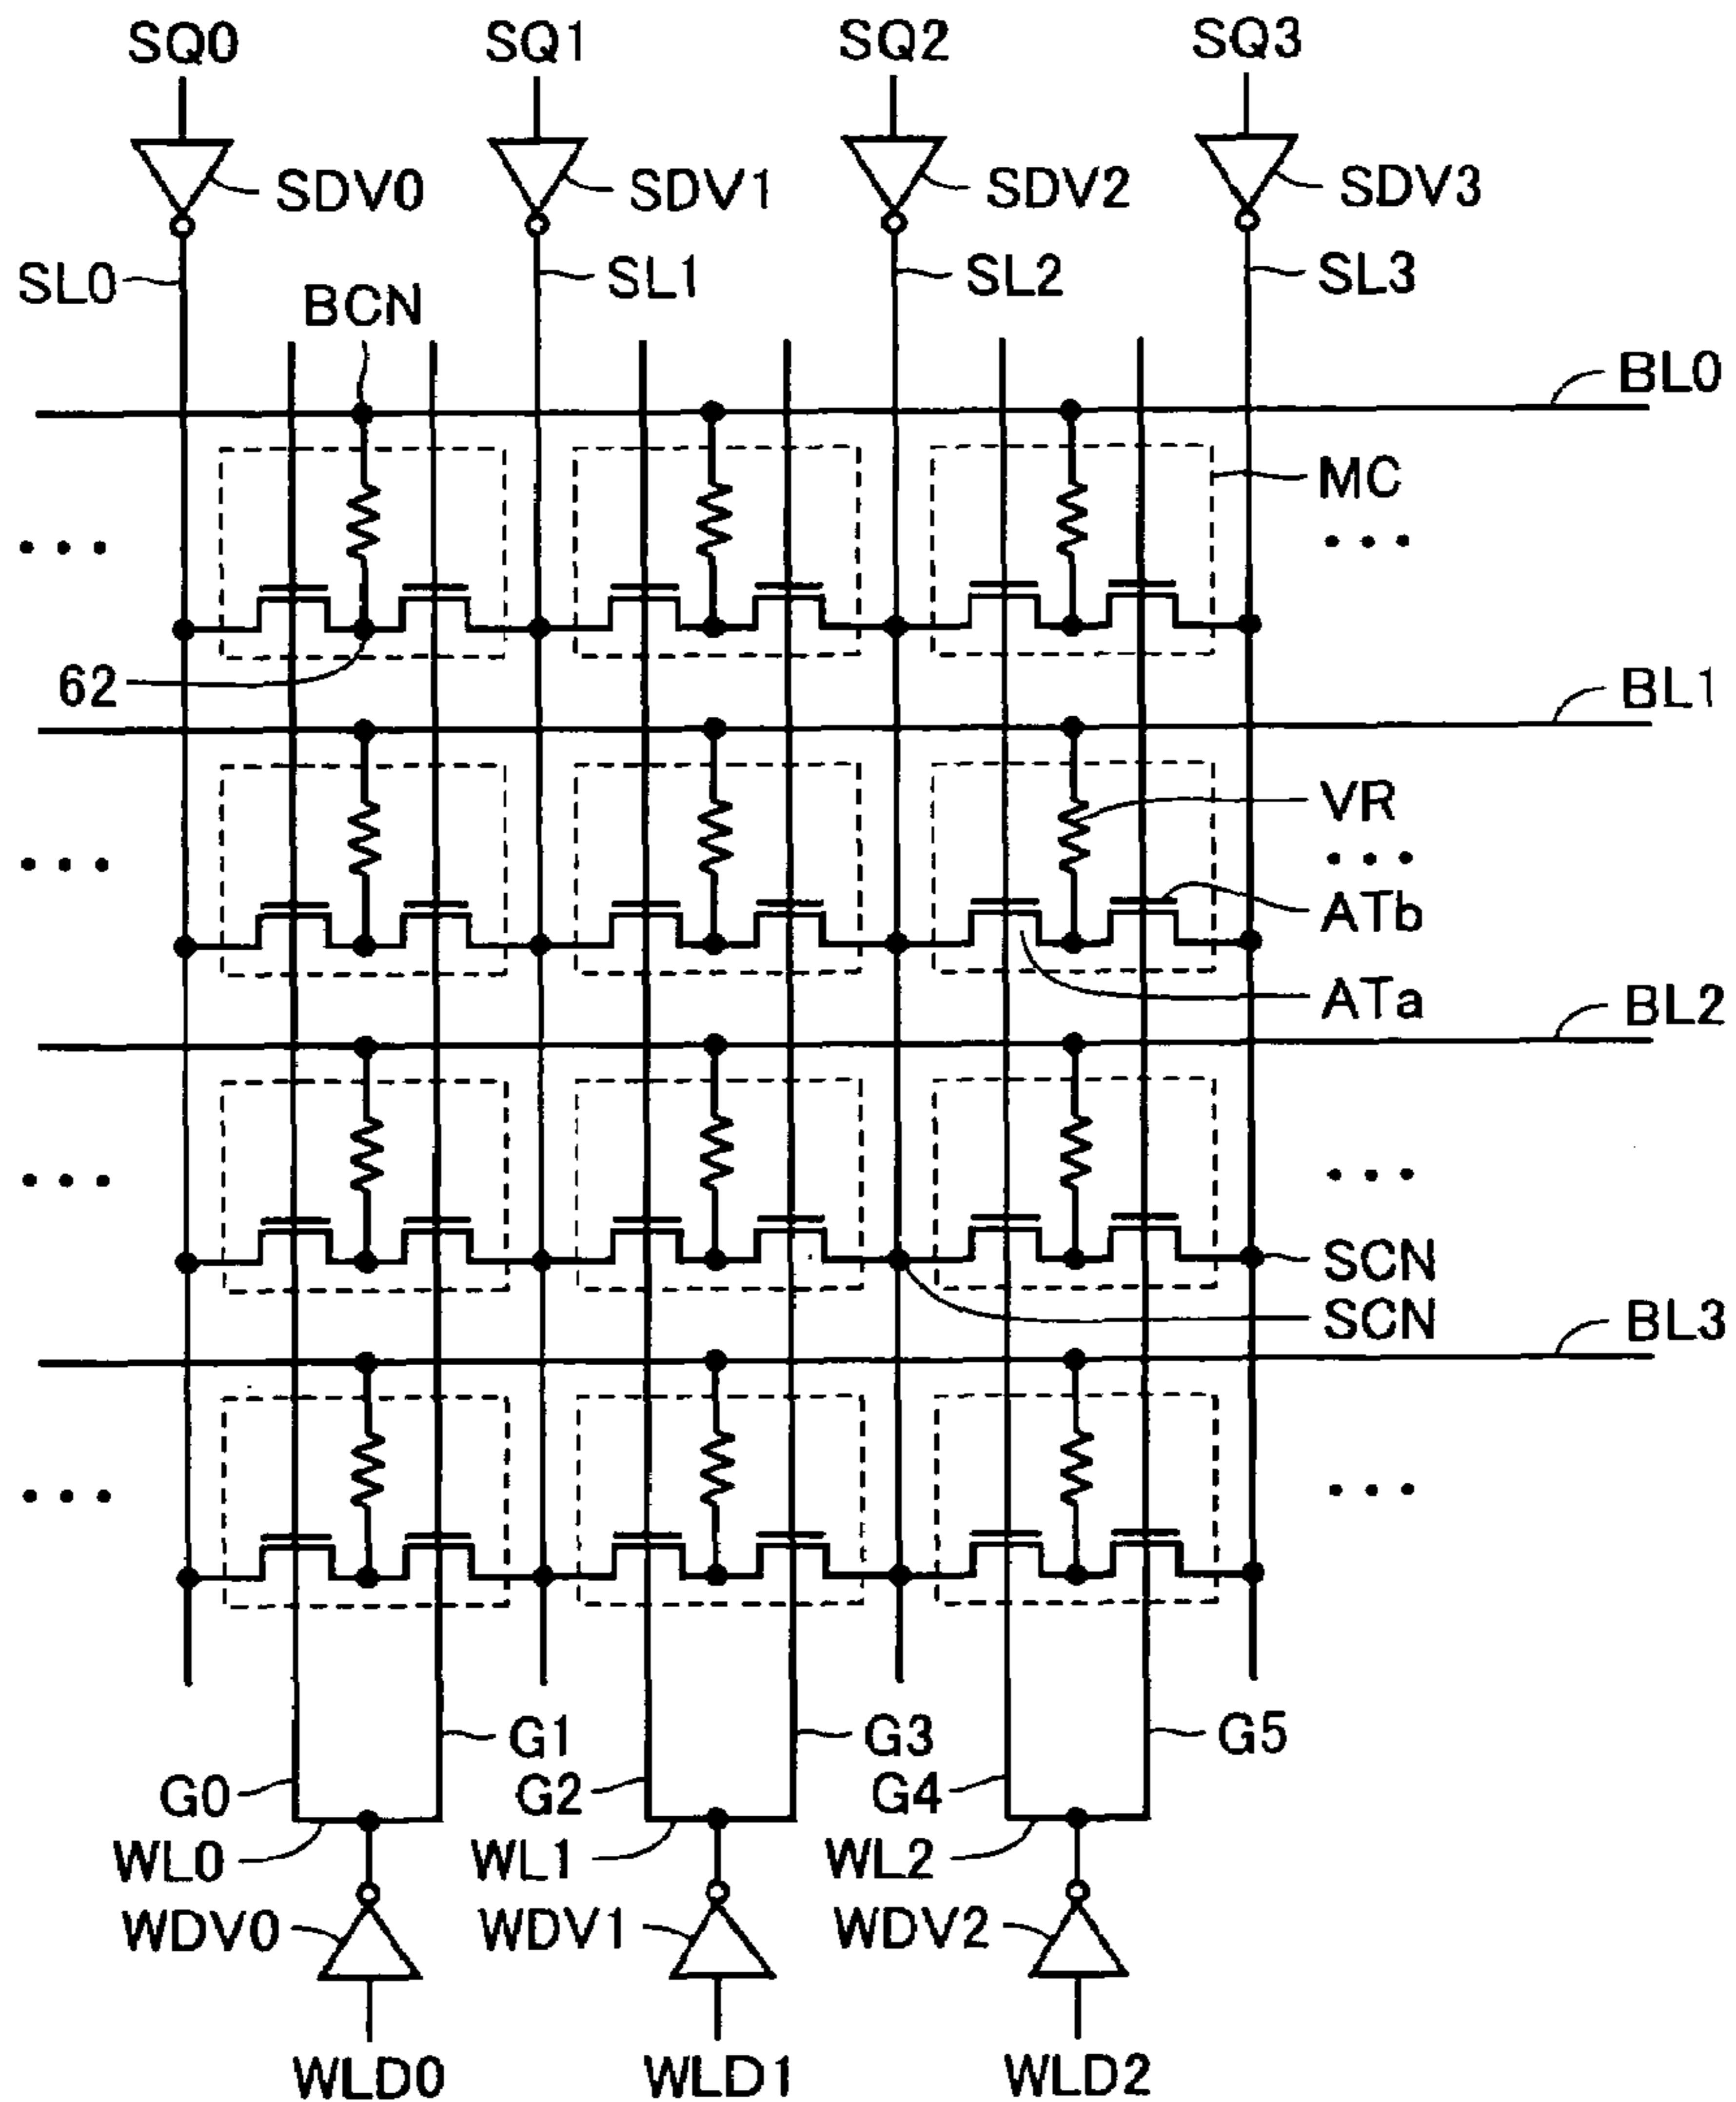 SQ0 SQ1 SQ2 SQ3
SDV0 SDV1 SDV2 SDV3
SL0 SL1 SL2 SL3
BCN
BL0
MC
...
...
62
BL1
VR
...
...
ATb
ATa
BL2
...
...
SCN
SCN
BL3
...
...
G1 G3 G5
G0 G2 G4
WL0 WL1 WL2
WDV0 WDV1 WDV2
WLD0 WLD1 WLD2